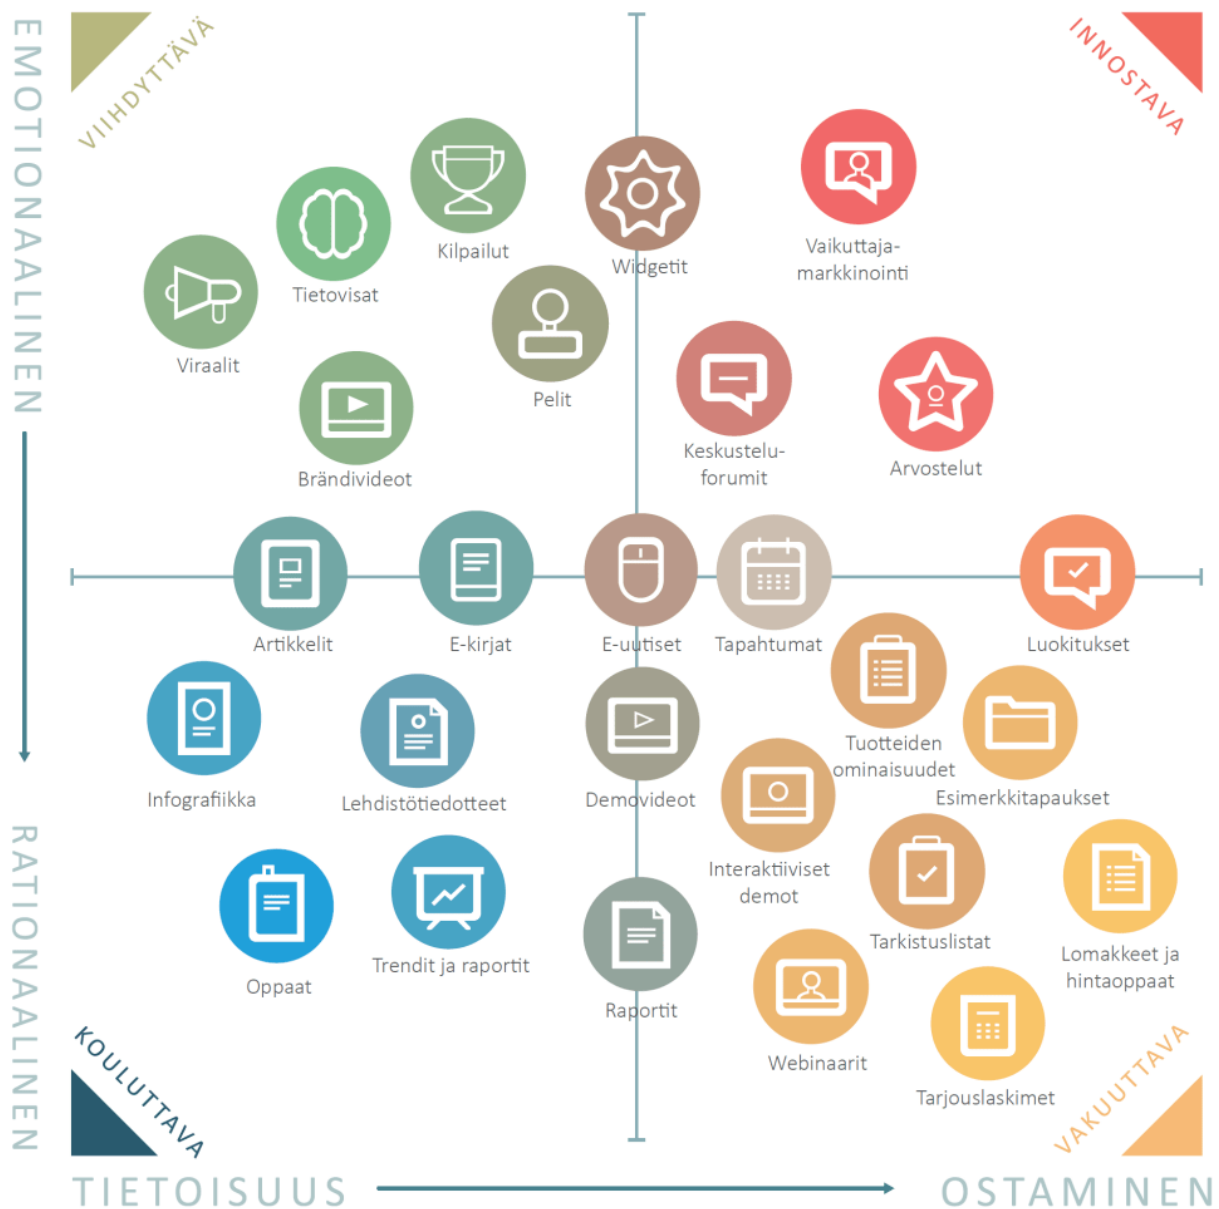 EMOTIONAALINEN
VIIHDYTTÄVÄ
INNOSTAVA
Kilpailut
Widgetit
Vaikuttaja-
markkinointi
Tietovisat
Viraalit
Pelit
Brändivideot
Keskustelu-
forumit
Arvostelut
Artikkelit
E-kirjat
E-uutiset
Tapahtumat
Luokitukset
Infografiikka
Lehdistötiedotteet
Demovideot
Tuotteiden
ominaisuudet
Esimerkkitapaukset
Interaktiiviset
demot
RATIONAALINEN
Oppaat
Trendit ja raportit
Raportit
Tarkistuslistat
Lomakkeet ja
hintaoppaat
Webinaarit
Tarjouslaskimet
KOULUTTAVA
VAKUUTTAVA
TIETOISUUS
OSTAMINEN